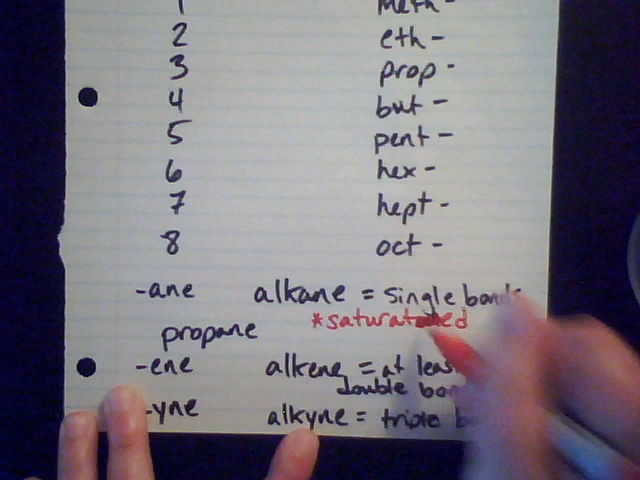 1 meth-
2 eth-
3 prop-
4 but-
5 pent-
6 hex-
7 hept-
8 oct-
-ane alkane = single bonds
*saturated
propane
-ene alkene = at least
double
-yne alkyne = triple